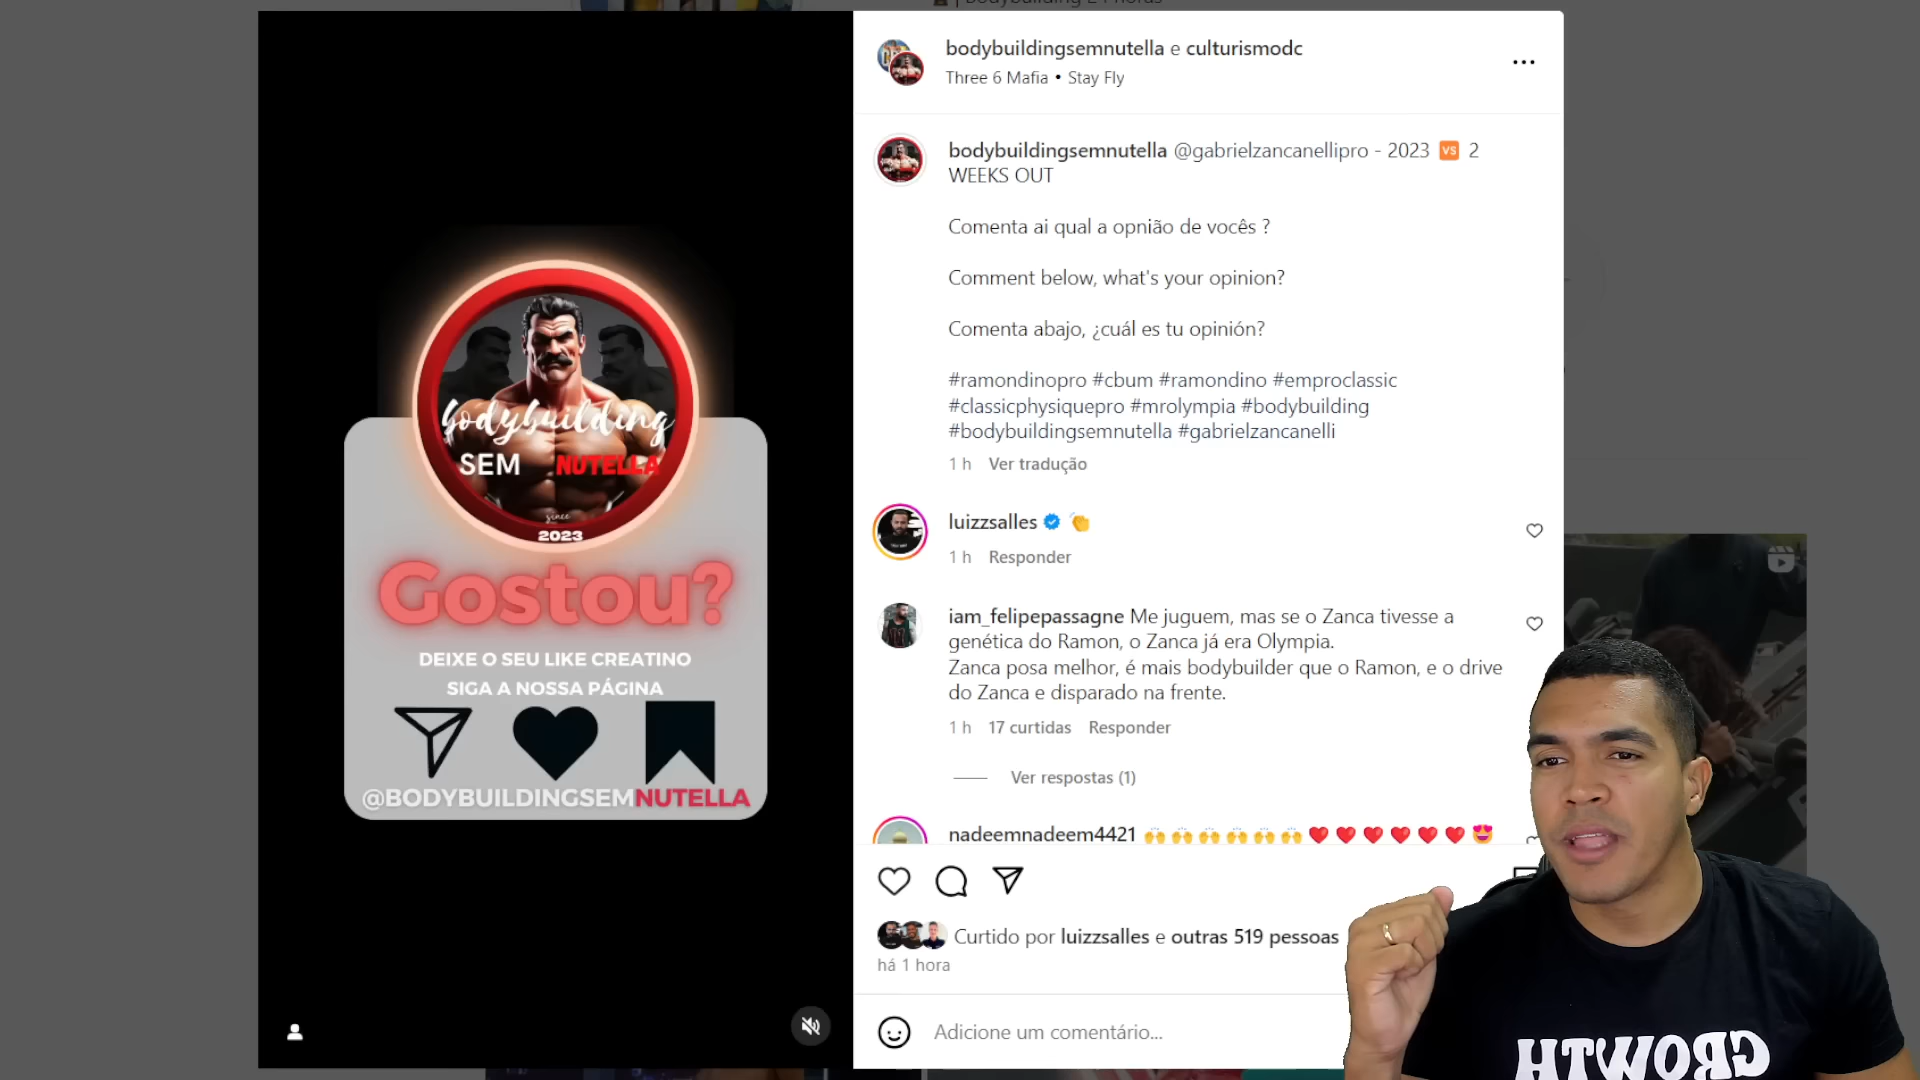 Bodybuilding 24 horas
bodybuildingsemnutella e culturismodc
Three 6 Mafia • Stay Fly
bodybuildingsemnutella @gabrielzancanellipro - 2023 🆚 2
WEEKS OUT
Comenta ai qual a opnião de vocês ?
Comment below, what's your opinion?
Comenta abajo, ¿cuál es tu opinión?
#ramondinopro #cbum #ramondino #emproclassic
#classicphysiquepro #mrolympia #bodybuilding
#bodybuildingsemnutella #gabrielzancanelli
1 h Ver tradução
luizzsalles 👏
1 h Responder
iam_felipepassagne Me juguem, mas se o Zanca tivesse a
genética do Ramon, o Zanca já era Olympia.
Zanca posa melhor, é mais bodybuilder que o Ramon, e o drive
do Zanca e disparado na frente.
1 h 17 curtidas Responder
Ver respostas (1)
nadeemnadeem4421 🙌🙌🙌🙌🙌🙌❤️❤️❤️❤️❤️❤️😍
Curtido por luizzsalles e outras 519 pessoas
há 1 hora
Adicione um comentário...
bodybuilding
SEM NUTELLA
since
2023
Gostou?
DEIXE O SEU LIKE CREATINO
SIGA A NOSSA PÁGINA
@BODYBUILDINGSEMNUTELLA
GROWTH